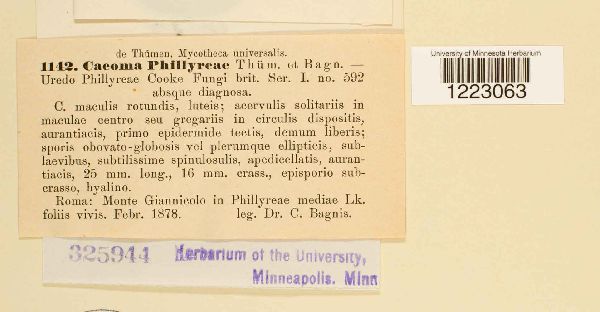 de Thümen, Mycotheca universalis.
1142. Caeoma Phillyreae Thüm. et Bagn. —
Uredo Phillyreae Cooke Fungi brit. Ser. I. no. 592
absque diagnosa.
C. maculis rotundis, luteis; acervulis solitariis in
maculae centro seu gregariis in circulis dispositis,
aurantiacis, primo epidermide tectis, demum liberis;
sporis obovato-globosis vel plerumque ellipticis, sub-
laevibus, subtilissime spinulosulis, apedicellatis, auran-
tiacis, 25 mm. long., 16 mm. crass., episporio sub-
crasso, hyalino.
Roma: Monte Giannicolo in Phillyreae mediae Lk.
foliis vivis. Febr. 1878. leg. Dr. C. Bagnis.
University of Minnesota Herbarium
1223063
325944 Herbarium of the University,
Minneapolis. Minn